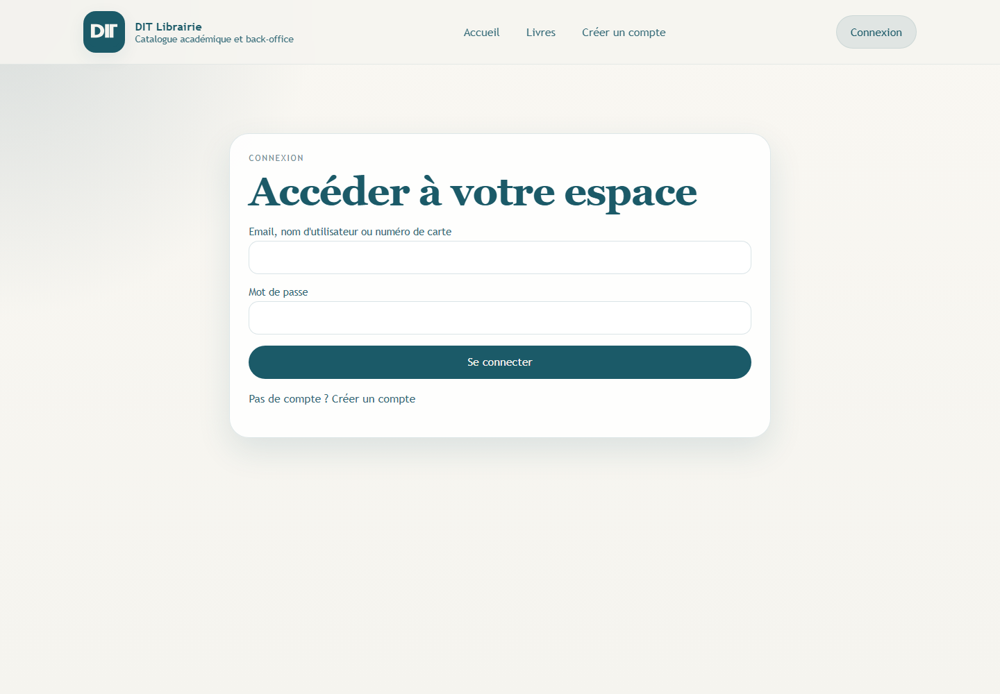 DIT
DIT Librairie
Catalogue académique et back-office
Accueil
Livres
Créer un compte
Connexion
CONNEXION
Accéder à votre espace
Email, nom d'utilisateur ou numéro de carte
Mot de passe
Se connecter
Pas de compte ? Créer un compte